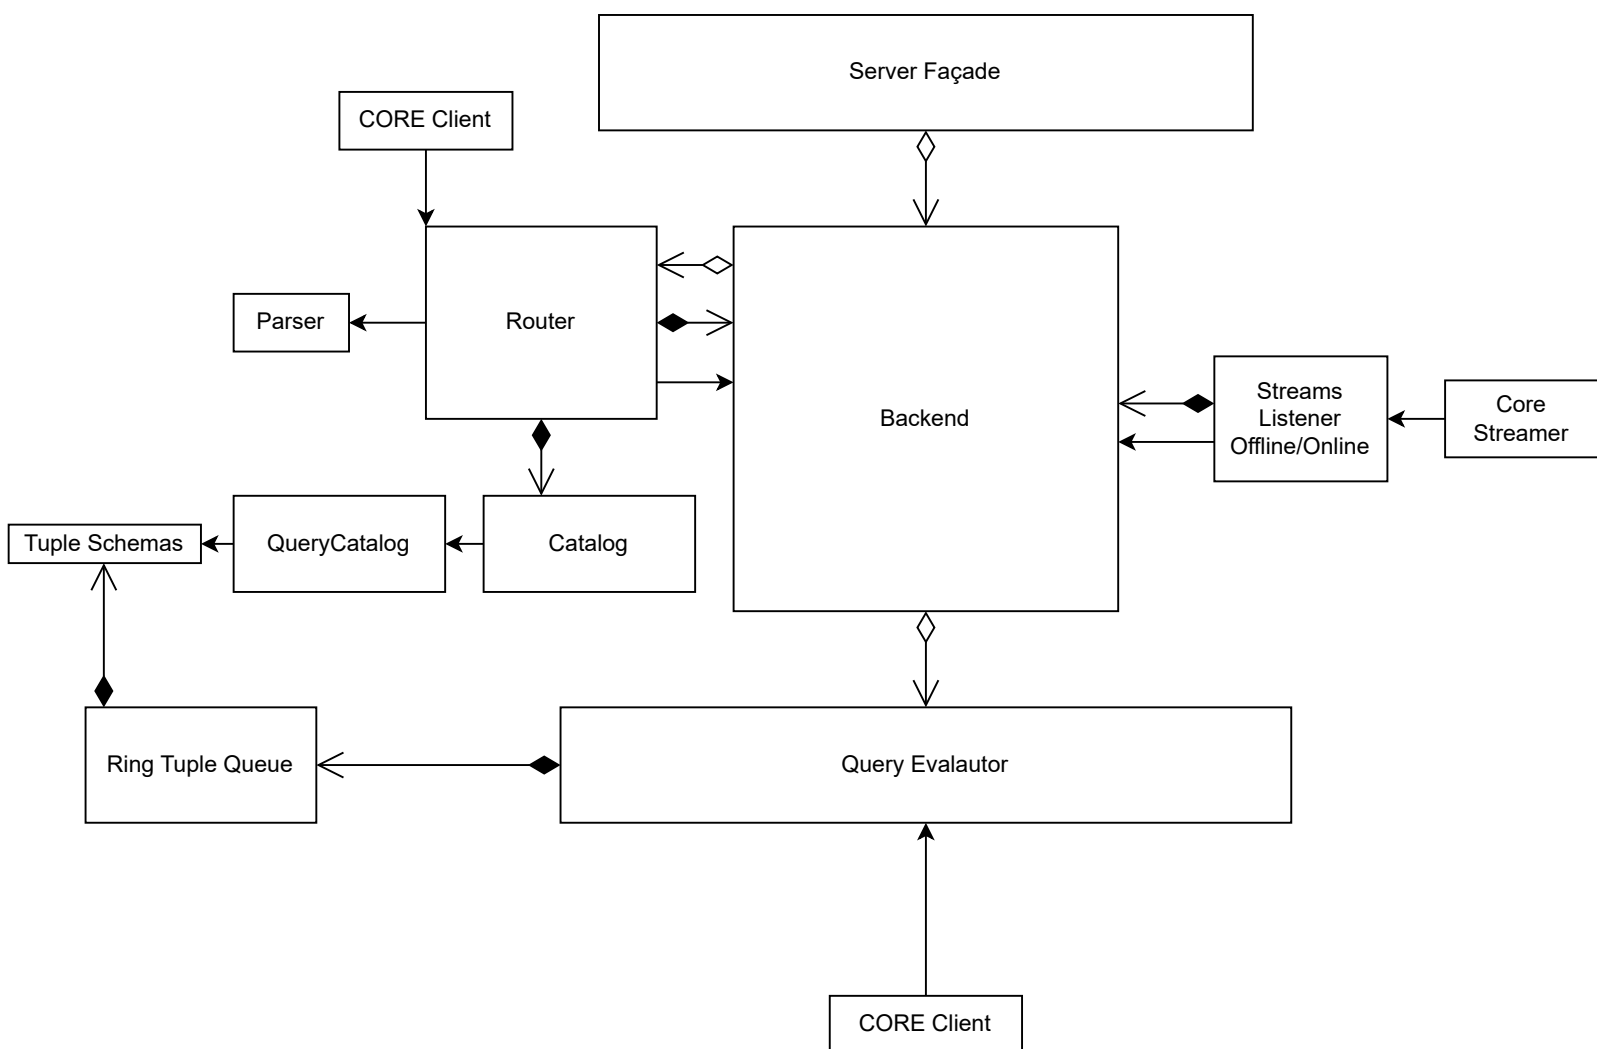 Server Façade
CORE Client
Router
Parser
Backend
Streams
Listener
Offline/Online
Core
Streamer
Tuple Schemas
QueryCatalog
Catalog
Ring Tuple Queue
Query Evalautor
CORE Client